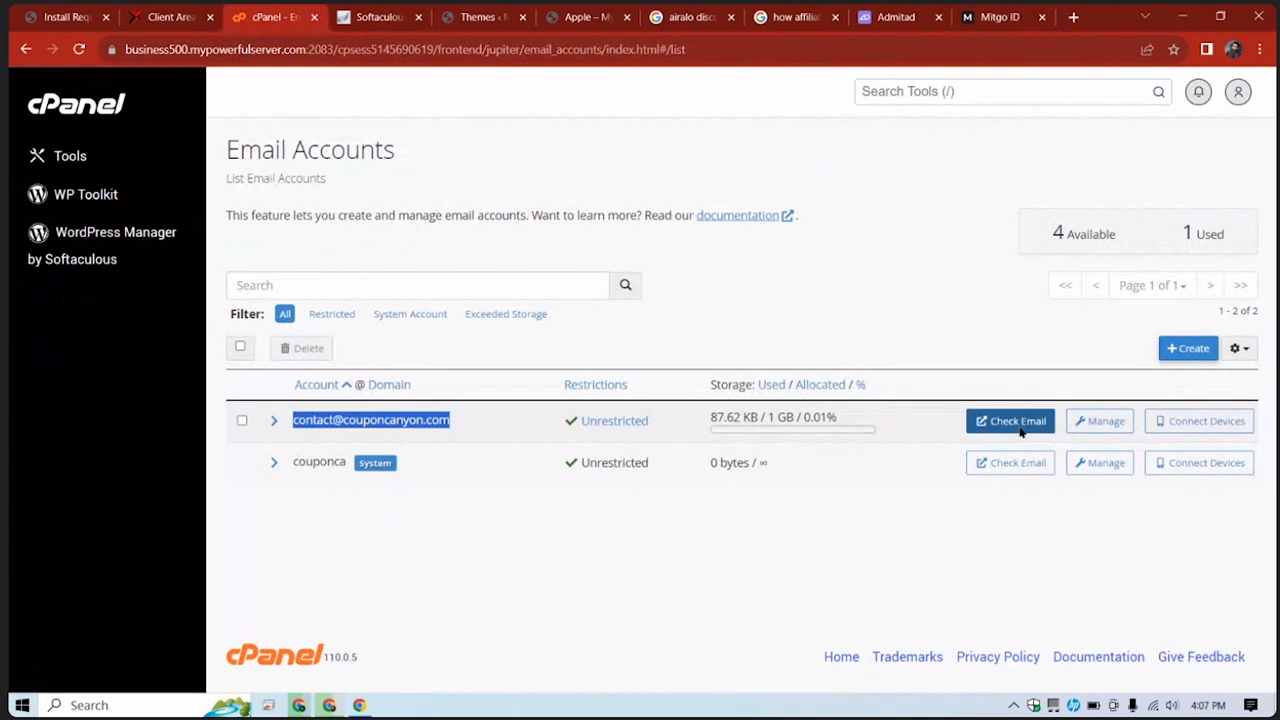 Install Req
Client Area
cPanel - En
Softaculou
Themes ‹ M
Apple – My
airalo disc
how affilia
Admitad
Mitgo ID
business500.mypowerfulserver.com:2083/cpsess5145690619/frontend/jupiter/email_accounts/index.html#/list
cPanel
Search Tools (/)
Tools
WP Toolkit
WordPress Manager
by Softaculous
Email Accounts
List Email Accounts
This feature lets you create and manage email accounts. Want to learn more? Read our documentation .
4 Available 1 Used
Search
<< < Page 1 of 1 > >>
Filter: All Restricted System Account Exceeded Storage
1 - 2 of 2
Delete
+ Create
Account @ Domain Restrictions Storage: Used / Allocated / %
contact@couponcanyon.com Unrestricted 87.62 KB / 1 GB / 0.01% Check Email Manage Connect Devices
couponca System Unrestricted 0 bytes / ∞ Check Email Manage Connect Devices
cPanel 110.0.5
Home Trademarks Privacy Policy Documentation Give Feedback
Search
4:07 PM